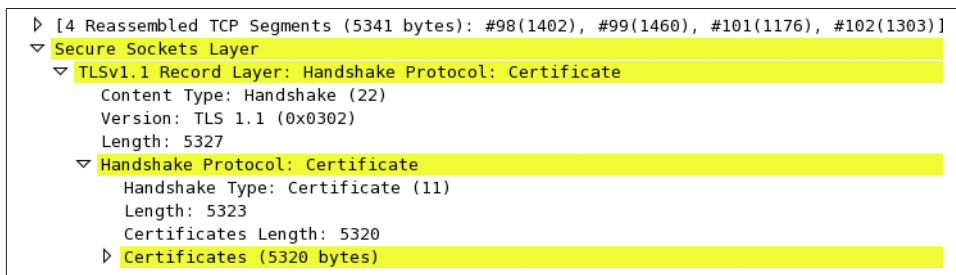 [4 Reassembled TCP Segments (5341 bytes): #98(1402), #99(1460), #101(1176), #102(1303)]
Secure Sockets Layer
TLSv1.1 Record Layer: Handshake Protocol: Certificate
Content Type: Handshake (22)
Version: TLS 1.1 (0x0302)
Length: 5327
Handshake Protocol: Certificate
Handshake Type: Certificate (11)
Length: 5323
Certificates Length: 5320
Certificates (5320 bytes)